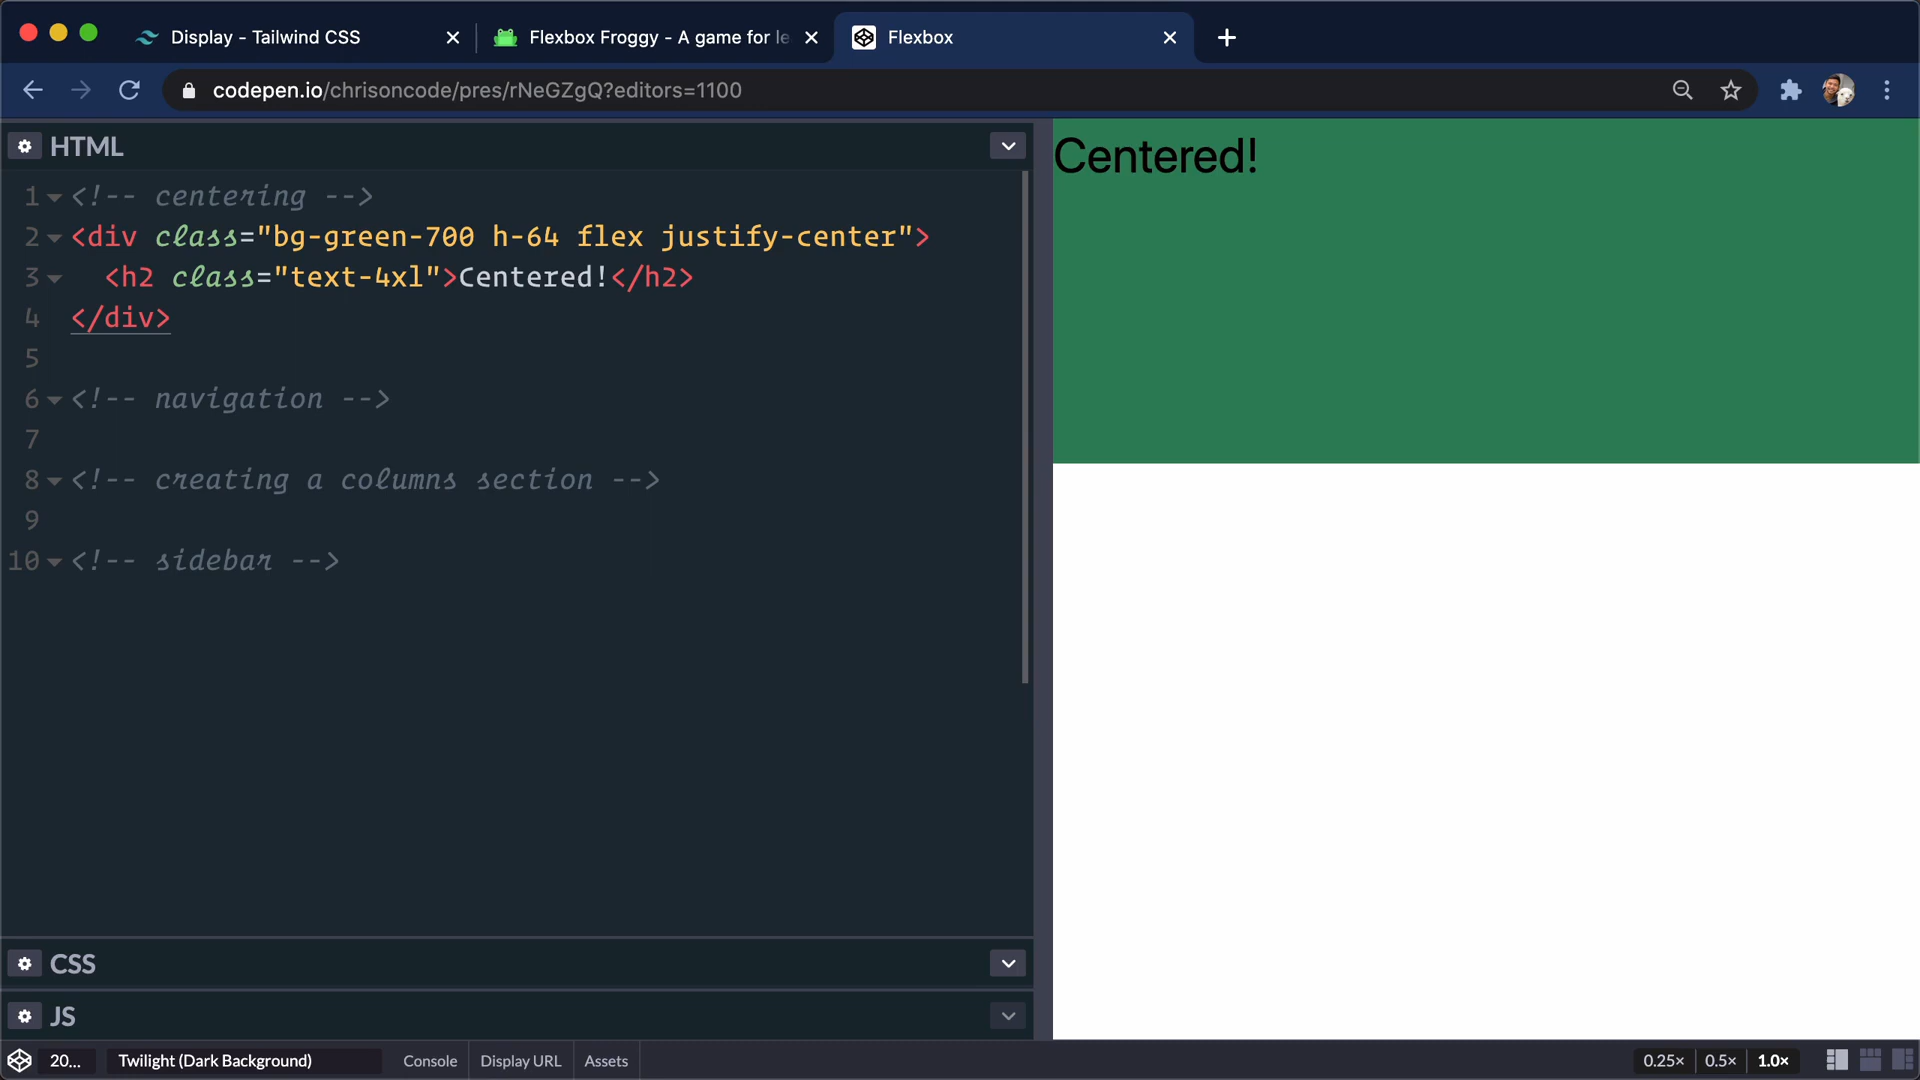 Display - Tailwind CSS
Flexbox Froggy - A game for le
Flexbox
codepen.io/chrisoncode/pres/rNeGZgQ?editors=1100
HTML
1 <!-- centering -->
2 <div class="bg-green-700 h-64 flex justify-center">
3 <h2 class="text-4xl">Centered!</h2>
4 </div>
5
6 <!-- navigation -->
7
8 <!-- creating a columns section -->
9
10 <!-- sidebar -->
Centered!
CSS
JS
20... Twilight (Dark Background) Console Display URL Assets 0.25× 0.5× 1.0×